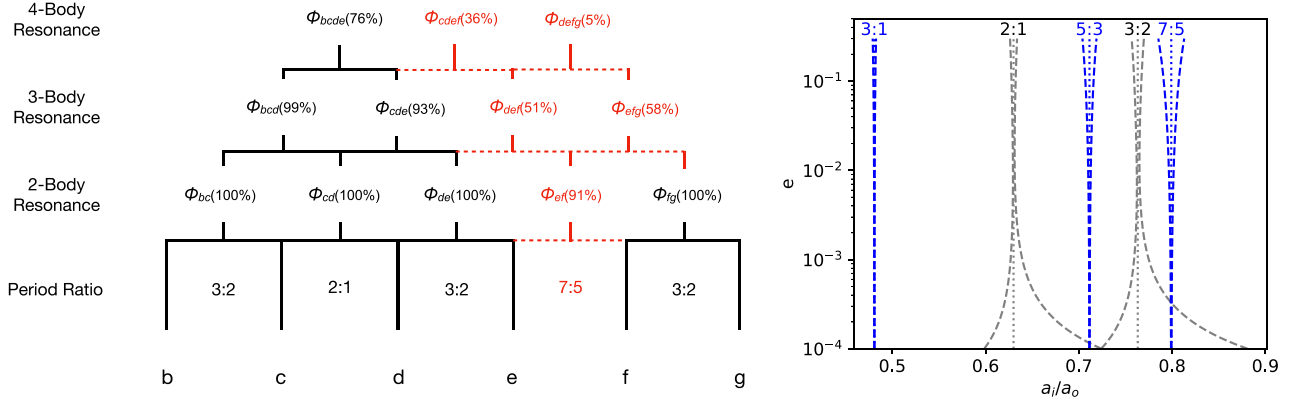 4-Body
Resonance
Φbcde(76%) Φcdef(36%) Φdefg(5%)
3-Body
Resonance
Φbcd(99%) Φcde(93%) Φdef(51%) Φefg(58%)
2-Body
Resonance
Φbc(100%) Φcd(100%) Φde(100%) Φef(91%) Φfg(100%)
Period Ratio
3:2 2:1 3:2 7:5 3:2
b c d e f g
3:1 2:1 5:3 3:2 7:5
10⁻¹
10⁻²
10⁻³
10⁻⁴
e
0.5 0.6 0.7 0.8 0.9
ai/ao